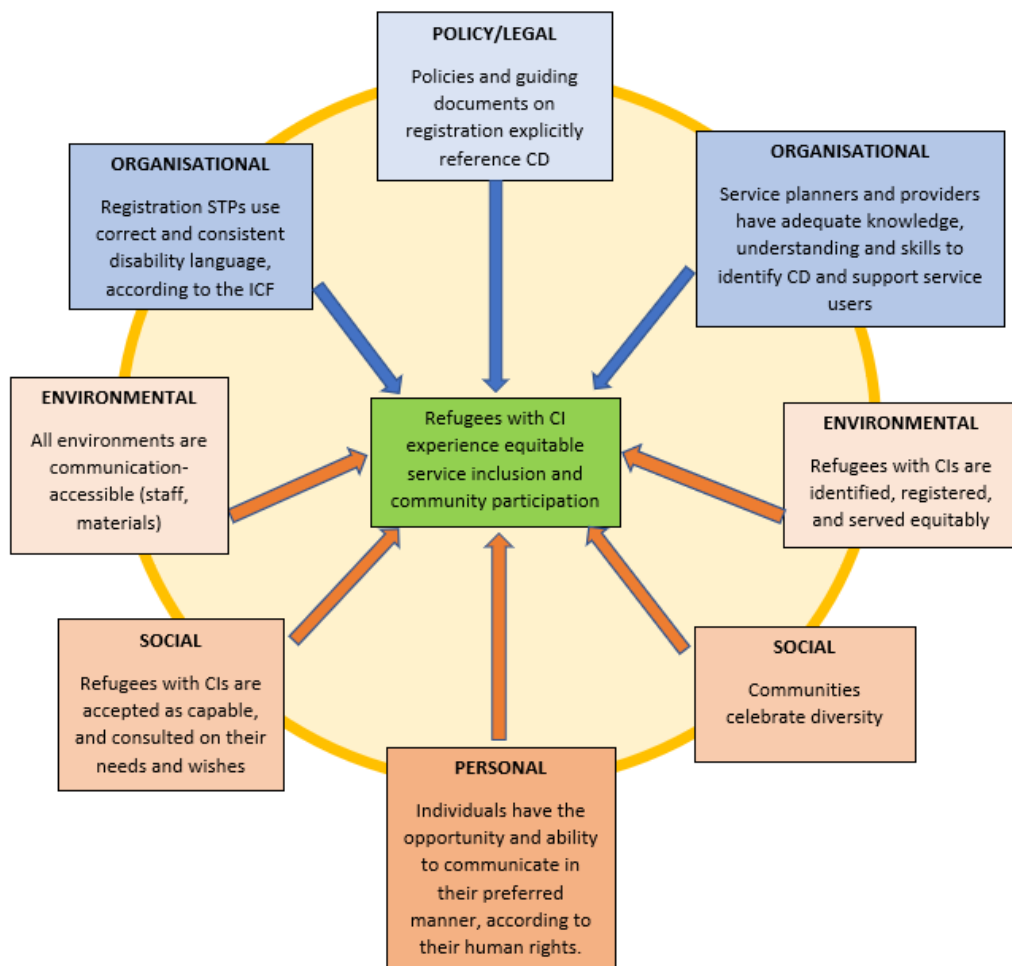 POLICY/LEGAL
Policies and guiding
documents on
registration explicitly
reference CD
ORGANISATIONAL
Registration STPs use
correct and consistent
disability language,
according to the ICF
ORGANISATIONAL
Service planners and providers
have adequate knowledge,
understanding and skills to
identify CD and support service
users
ENVIRONMENTAL
All environments are
communication-
accessible (staff,
materials)
Refugees with CI
experience equitable
service inclusion and
community participation
ENVIRONMENTAL
Refugees with CIs are
identified, registered,
and served equitably
SOCIAL
Refugees with CIs are
accepted as capable,
and consulted on their
needs and wishes
SOCIAL
Communities
celebrate diversity
PERSONAL
Individuals have the
opportunity and ability
to communicate in
their preferred
manner, according to
their human rights.